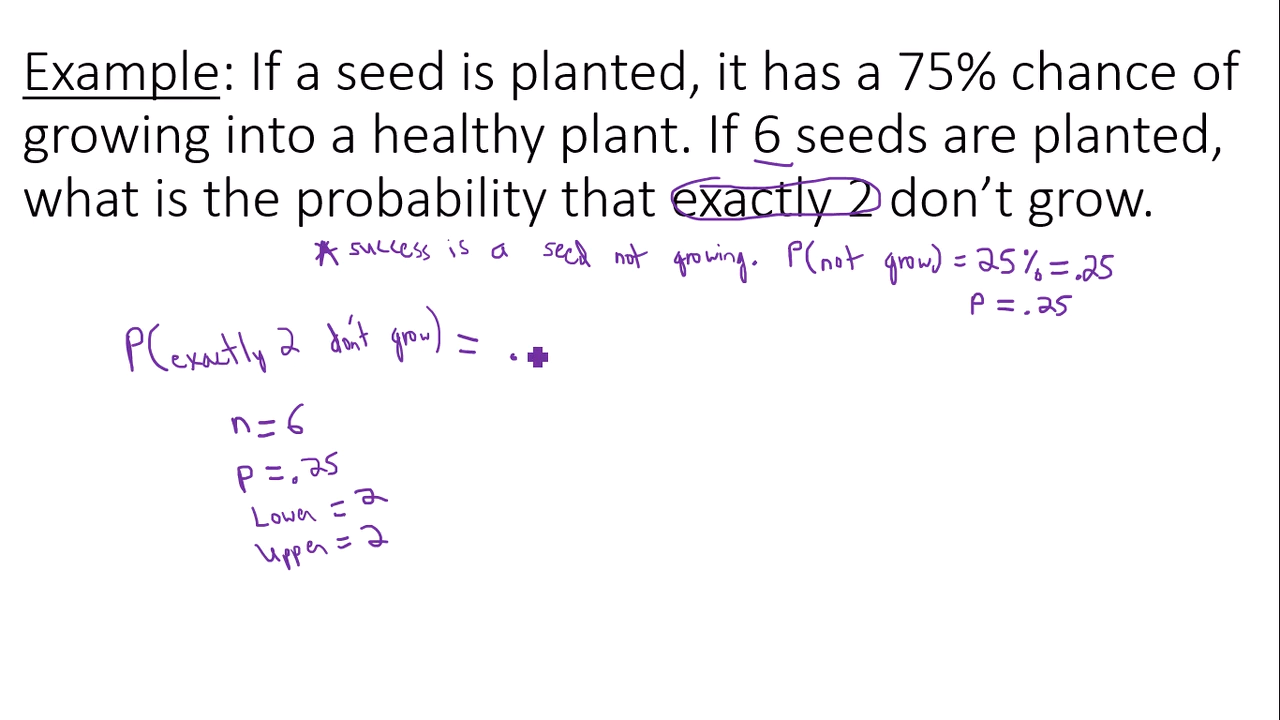 Example: If a seed is planted, it has a 75% chance of
growing into a healthy plant. If 6 seeds are planted,
what is the probability that exactly 2 don’t grow.
* success is a seed not growing. P(not grow) = 25% = .25
P = .25
P(exactly 2 don't grow) = .
n = 6
P = .25
Lower = 2
Upper = 2